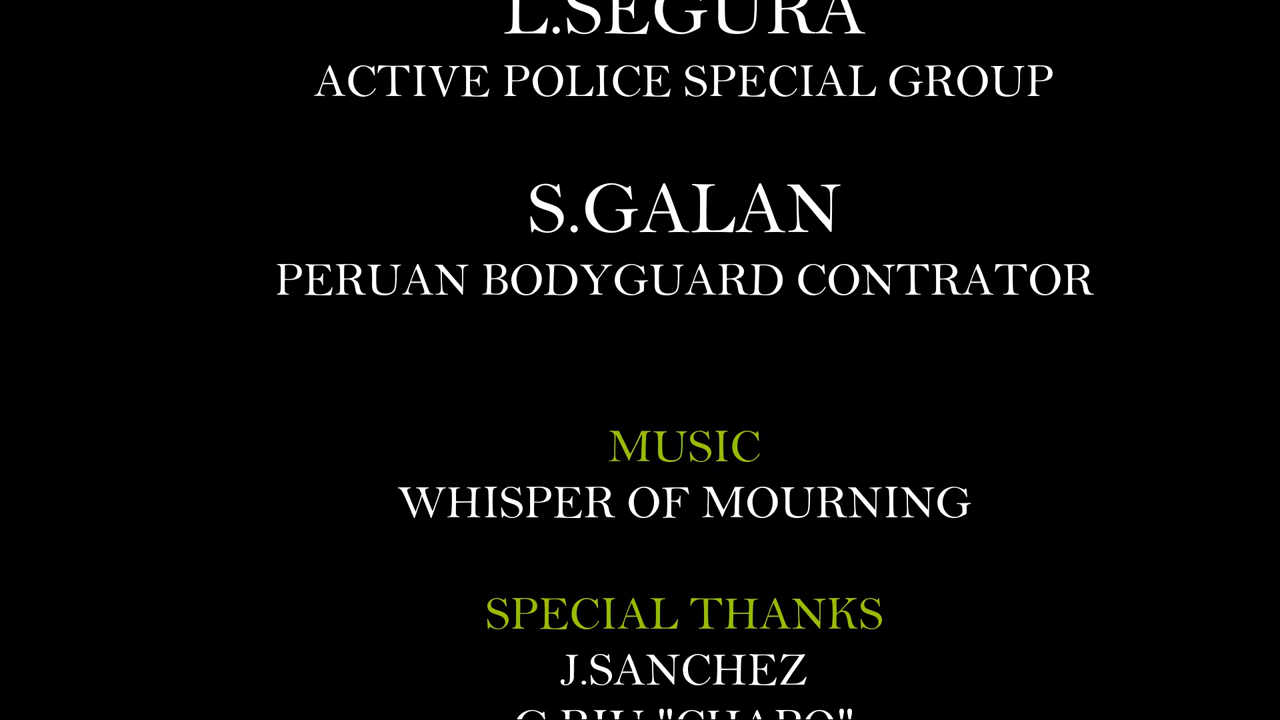 L.SEGURA
ACTIVE POLICE SPECIAL GROUP
S.GALAN
PERUAN BODYGUARD CONTRATOR
MUSIC
WHISPER OF MOURNING
SPECIAL THANKS
J.SANCHEZ